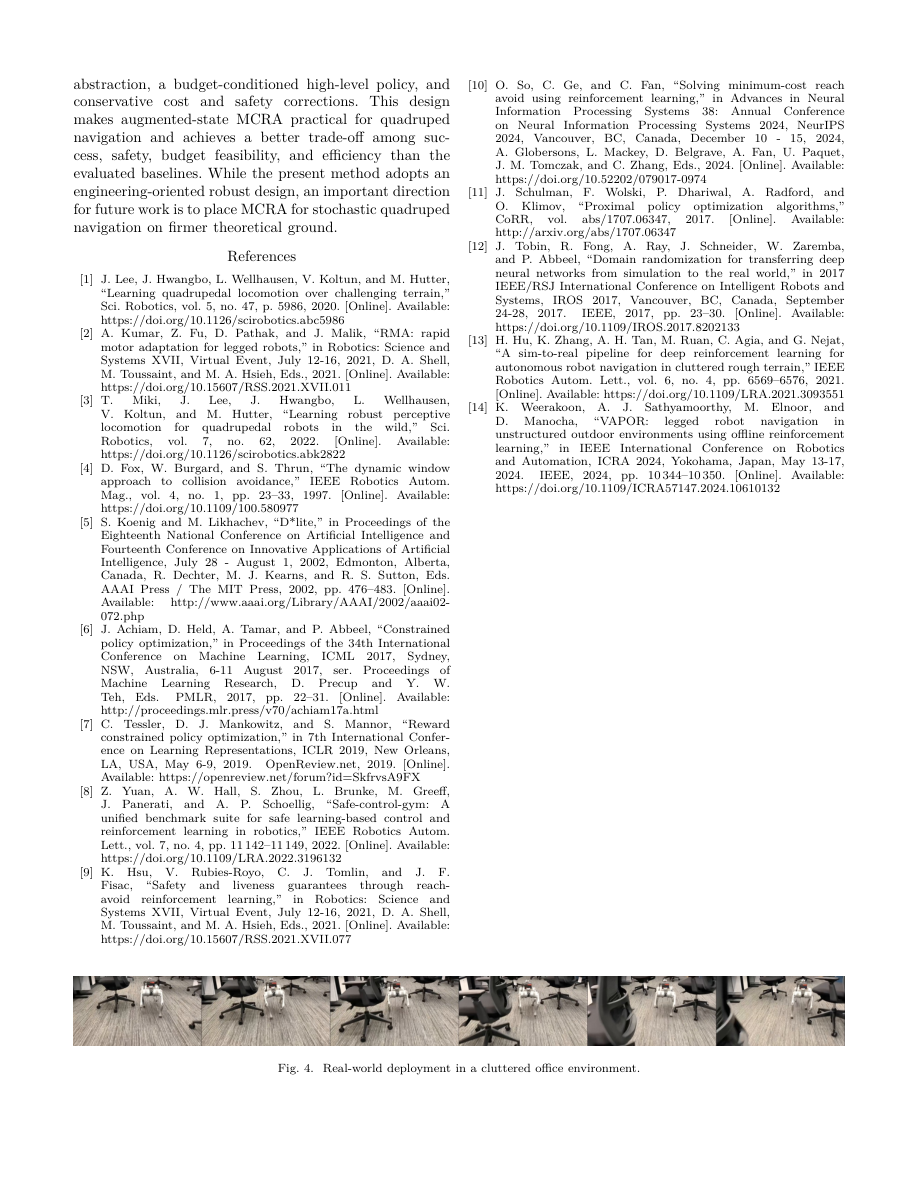 abstraction, a budget-conditioned high-level policy, and
conservative cost and safety corrections. This design
makes augmented-state MCRA practical for quadruped
navigation and achieves a better trade-off among suc-
cess, safety, budget feasibility, and efficiency than the
evaluated baselines. While the present method adopts an
engineering-oriented robust design, an important direction
for future work is to place MCRA for stochastic quadruped
navigation on firmer theoretical ground.
References
[1] J. Lee, J. Hwangbo, L. Wellhausen, V. Koltun, and M. Hutter,
“Learning quadrupedal locomotion over challenging terrain,”
Sci. Robotics, vol. 5, no. 47, p. 5986, 2020. [Online]. Available:
https://doi.org/10.1126/scirobotics.abc5986
[2] A. Kumar, Z. Fu, D. Pathak, and J. Malik, “RMA: rapid
motor adaptation for legged robots,” in Robotics: Science and
Systems XVII, Virtual Event, July 12-16, 2021, D. A. Shell,
M. Toussaint, and M. A. Hsieh, Eds., 2021. [Online]. Available:
https://doi.org/10.15607/RSS.2021.XVII.011
[3] T. Miki, J. Lee, J. Hwangbo, L. Wellhausen,
V. Koltun, and M. Hutter, “Learning robust perceptive
locomotion for quadrupedal robots in the wild,” Sci.
Robotics, vol. 7, no. 62, 2022. [Online]. Available:
https://doi.org/10.1126/scirobotics.abk2822
[4] D. Fox, W. Burgard, and S. Thrun, “The dynamic window
approach to collision avoidance,” IEEE Robotics Autom.
Mag., vol. 4, no. 1, pp. 23–33, 1997. [Online]. Available:
https://doi.org/10.1109/100.580977
[5] S. Koenig and M. Likhachev, “D*lite,” in Proceedings of the
Eighteenth National Conference on Artificial Intelligence and
Fourteenth Conference on Innovative Applications of Artificial
Intelligence, July 28 - August 1, 2002, Edmonton, Alberta,
Canada, R. Dechter, M. J. Kearns, and R. S. Sutton, Eds.
AAAI Press / The MIT Press, 2002, pp. 476–483. [Online].
Available: http://www.aaai.org/Library/AAAI/2002/aaai02-
072.php
[6] J. Achiam, D. Held, A. Tamar, and P. Abbeel, “Constrained
policy optimization,” in Proceedings of the 34th International
Conference on Machine Learning, ICML 2017, Sydney,
NSW, Australia, 6-11 August 2017, ser. Proceedings of
Machine Learning Research, D. Precup and Y. W.
Teh, Eds. PMLR, 2017, pp. 22–31. [Online]. Available:
http://proceedings.mlr.press/v70/achiam17a.html
[7] C. Tessler, D. J. Mankowitz, and S. Mannor, “Reward
constrained policy optimization,” in 7th International Confer-
ence on Learning Representations, ICLR 2019, New Orleans,
LA, USA, May 6-9, 2019. OpenReview.net, 2019. [Online].
Available: https://openreview.net/forum?id=SkfrvsA9FX
[8] Z. Yuan, A. W. Hall, S. Zhou, L. Brunke, M. Greeff,
J. Panerati, and A. P. Schoellig, “Safe-control-gym: A
unified benchmark suite for safe learning-based control and
reinforcement learning in robotics,” IEEE Robotics Autom.
Lett., vol. 7, no. 4, pp. 11 142–11 149, 2022. [Online]. Available:
https://doi.org/10.1109/LRA.2022.3196132
[9] K. Hsu, V. Rubies-Royo, C. J. Tomlin, and J. F.
Fisac, “Safety and liveness guarantees through reach-
avoid reinforcement learning,” in Robotics: Science and
Systems XVII, Virtual Event, July 12-16, 2021, D. A. Shell,
M. Toussaint, and M. A. Hsieh, Eds., 2021. [Online]. Available:
https://doi.org/10.15607/RSS.2021.XVII.077
[10] O. So, C. Ge, and C. Fan, “Solving minimum-cost reach
avoid using reinforcement learning,” in Advances in Neural
Information Processing Systems 38: Annual Conference
on Neural Information Processing Systems 2024, NeurIPS
2024, Vancouver, BC, Canada, December 10 - 15, 2024,
A. Globersons, L. Mackey, D. Belgrave, A. Fan, U. Paquet,
J. M. Tomczak, and C. Zhang, Eds., 2024. [Online]. Available:
https://doi.org/10.52202/079017-0974
[11] J. Schulman, F. Wolski, P. Dhariwal, A. Radford, and
O. Klimov, “Proximal policy optimization algorithms,”
CoRR, vol. abs/1707.06347, 2017. [Online]. Available:
http://arxiv.org/abs/1707.06347
[12] J. Tobin, R. Fong, A. Ray, J. Schneider, W. Zaremba,
and P. Abbeel, “Domain randomization for transferring deep
neural networks from simulation to the real world,” in 2017
IEEE/RSJ International Conference on Intelligent Robots and
Systems, IROS 2017, Vancouver, BC, Canada, September
24-28, 2017. IEEE, 2017, pp. 23–30. [Online]. Available:
https://doi.org/10.1109/IROS.2017.8202133
[13] H. Hu, K. Zhang, A. H. Tan, M. Ruan, C. Agia, and G. Nejat,
“A sim-to-real pipeline for deep reinforcement learning for
autonomous robot navigation in cluttered rough terrain,” IEEE
Robotics Autom. Lett., vol. 6, no. 4, pp. 6569–6576, 2021.
[Online]. Available: https://doi.org/10.1109/LRA.2021.3093551
[14] K. Weerakoon, A. J. Sathyamoorthy, M. Elnoor, and
D. Manocha, “VAPOR: legged robot navigation in
unstructured outdoor environments using offline reinforcement
learning,” in IEEE International Conference on Robotics
and Automation, ICRA 2024, Yokohama, Japan, May 13-17,
2024. IEEE, 2024, pp. 10 344–10 350. [Online]. Available:
https://doi.org/10.1109/ICRA57147.2024.10610132
Fig. 4. Real-world deployment in a cluttered office environment.